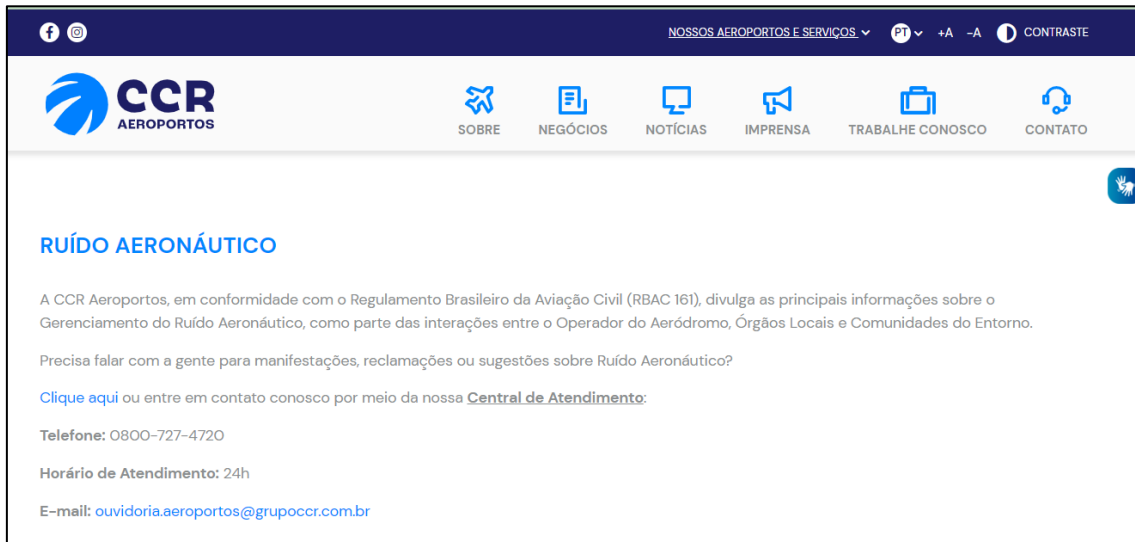 NOSSOS AEROPORTOS E SERVIÇOS
PT
+A -A
CONTRASTE
CCR
AEROPORTOS
SOBRE
NEGÓCIOS
NOTÍCIAS
IMPRENSA
TRABALHE CONOSCO
CONTATO
RUÍDO AERONÁUTICO
A CCR Aeroportos, em conformidade com o Regulamento Brasileiro da Aviação Civil (RBAC 161), divulga as principais informações sobre o
Gerenciamento do Ruído Aeronáutico, como parte das interações entre o Operador do Aeródromo, Órgãos Locais e Comunidades do Entorno.
Precisa falar com a gente para manifestações, reclamações ou sugestões sobre Ruído Aeronáutico?
Clique aqui ou entre em contato conosco por meio da nossa Central de Atendimento:
Telefone: 0800-727-4720
Horário de Atendimento: 24h
E-mail: ouvidoria.aeroportos@grupoccr.com.br